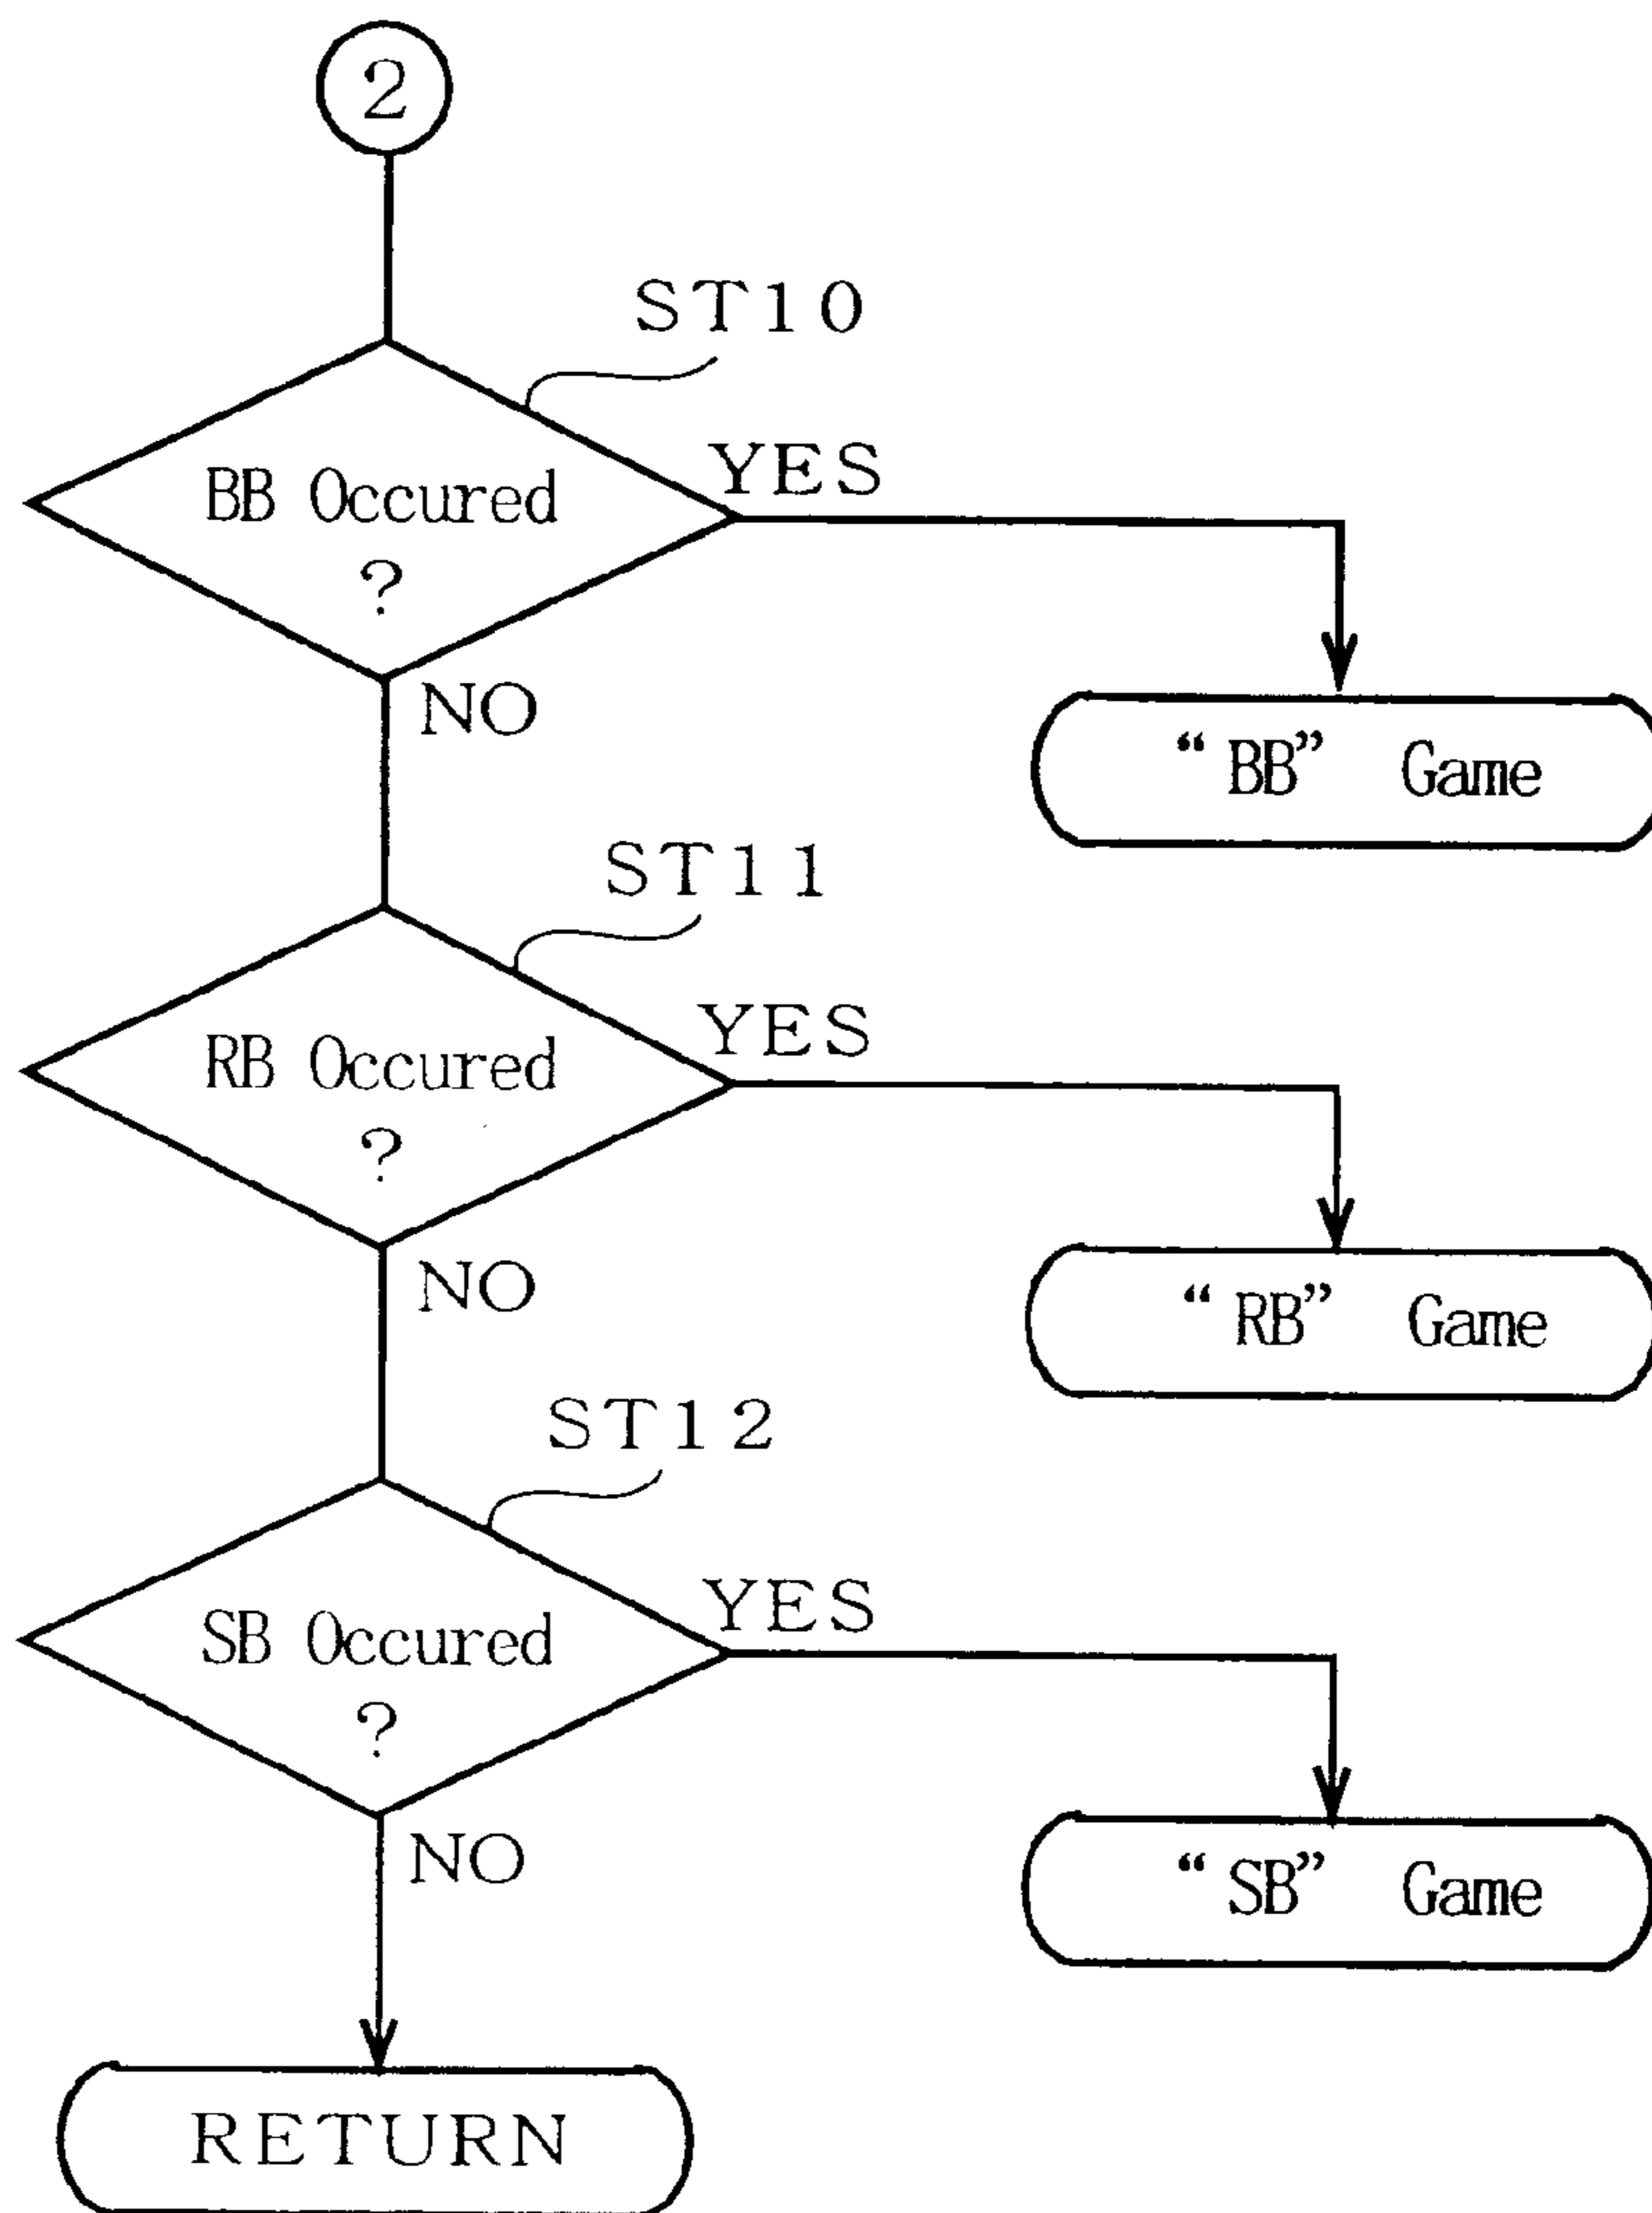 2
ST10
BB Occured
?
YES
NO
“BB” Game
ST11
RB Occured
?
YES
NO
“RB” Game
ST12
SB Occured
?
YES
NO
“SB” Game
RETURN